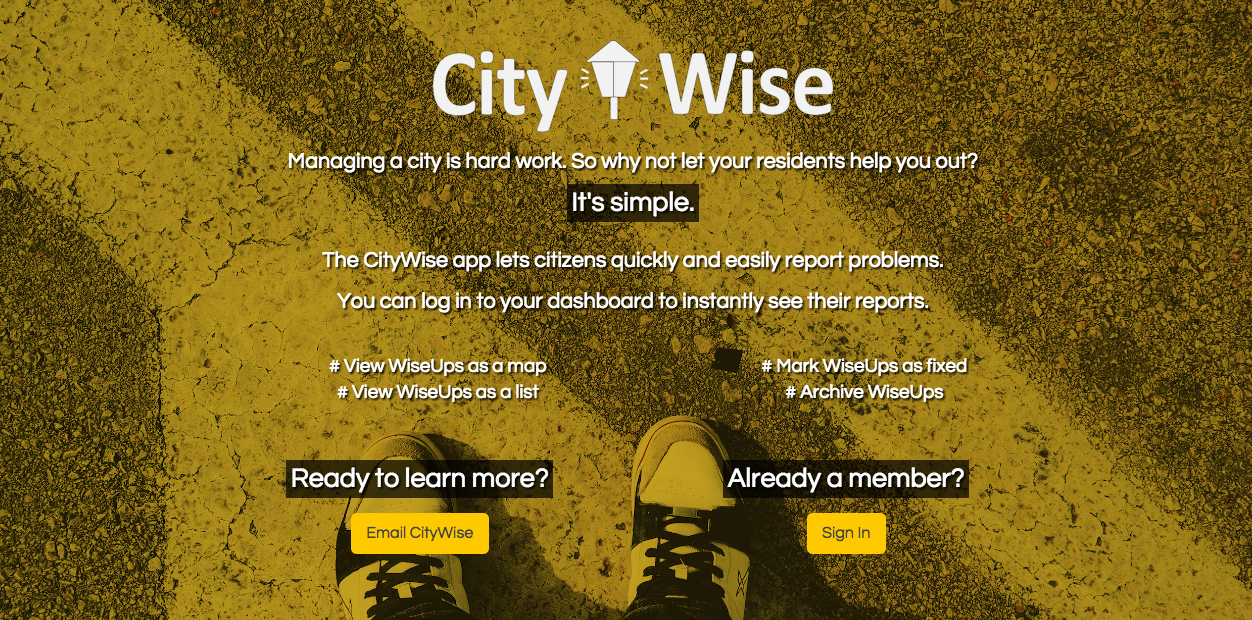 City Wise
Managing a city is hard work. So why not let your residents help you out?
It's simple.
The CityWise app lets citizens quickly and easily report problems.
You can log in to your dashboard to instantly see their reports.
# View WiseUps as a map
# View WiseUps as a list
# Mark WiseUps as fixed
# Archive WiseUps
Ready to learn more?
Email CityWise
Already a member?
Sign In